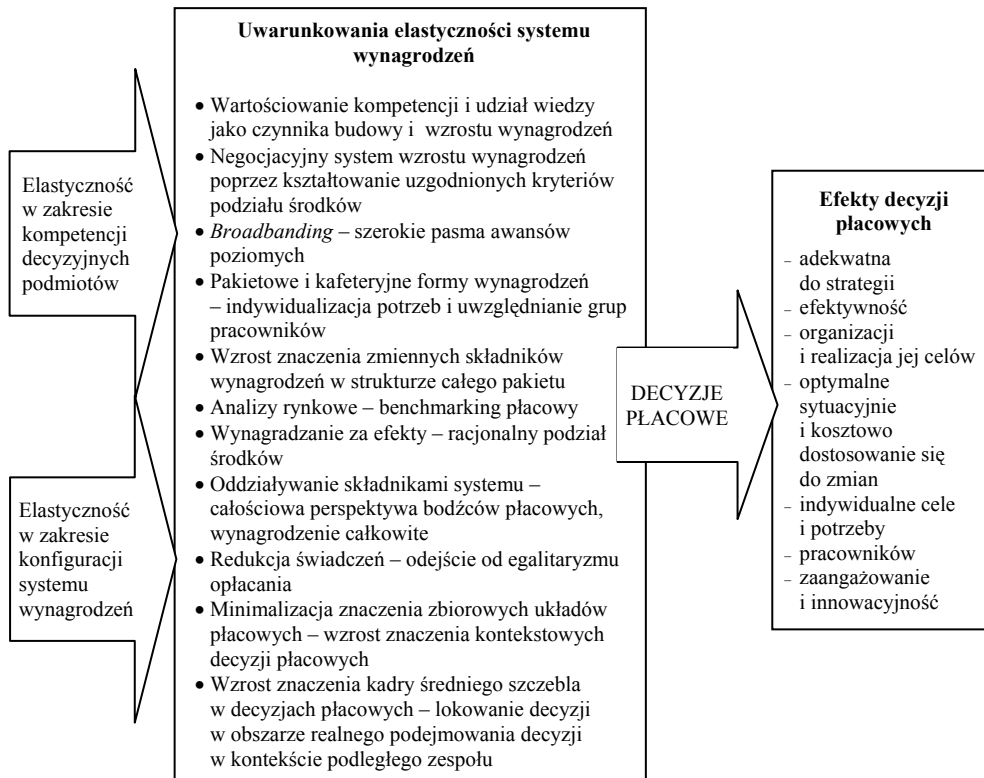 Elastyczność
w zakresie
kompetencji
decyzyjnych
podmiotów
Elastyczność
w zakresie
konfiguracji
systemu
wynagrodzeń
Uwarunkowania elastyczności systemu
wynagrodzeń
• Wartościowanie kompetencji i udział wiedzy
jako czynnika budowy i wzrostu wynagrodzeń
• Negocjacyjny system wzrostu wynagrodzeń
poprzez kształtowanie uzgodnionych kryteriów
podziału środków
• Broadbanding – szerokie pasma awansów
poziomych
• Pakietowe i kafeteryjne formy wynagrodzeń
– indywidualizacja potrzeb i uwzględnianie grup
pracowników
• Wzrost znaczenia zmiennych składników
wynagrodzeń w strukturze całego pakietu
• Analizy rynkowe – benchmarking płacowy
• Wynagradzanie za efekty – racjonalny podział
środków
• Oddziaływanie składnikami systemu –
całościowa perspektywa bodźców płacowych,
wynagrodzenie całkowite
• Redukcja świadczeń – odejście od egalitaryzmu
opłacania
• Minimalizacja znaczenia zbiorowych układów
płacowych – wzrost znaczenia kontekstowych
decyzji płacowych
• Wzrost znaczenia kadry średniego szczebla
w decyzjach płacowych – lokowanie decyzji
w obszarze realnego podejmowania decyzji
w kontekście podległego zespołu
DECYZJE
PŁACOWE
Efekty decyzji
płacowych
– adekwatna
do strategii
– efektywność
– organizacji
i realizacja jej celów
– optymalne
sytuacyjnie
i kosztowo
dostosowanie się
do zmian
– indywidualne cele
i potrzeby
– pracowników
– zaangażowanie
i innowacyjność